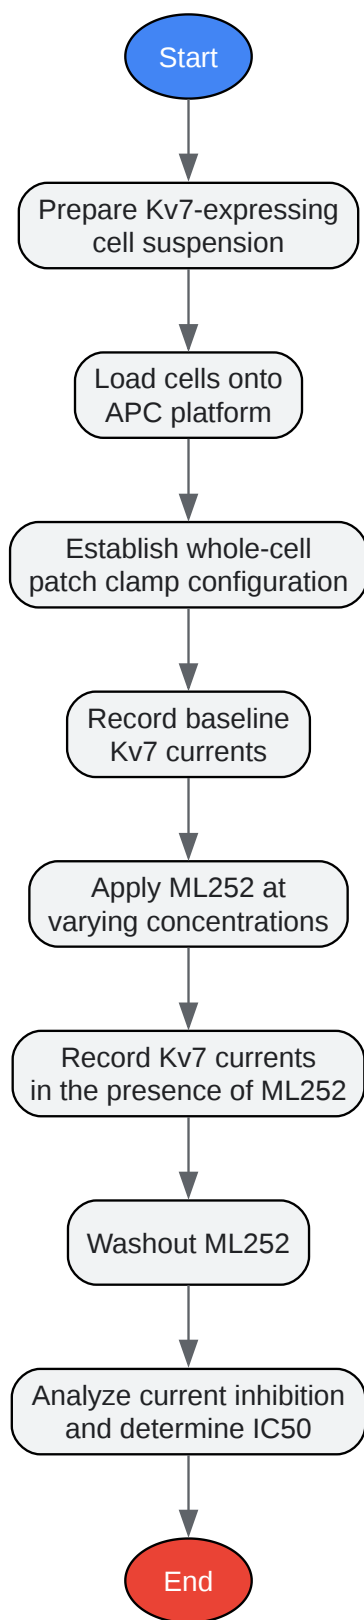 Start
Prepare Kv7-expressing
cell suspension
Load cells onto
APC platform
Establish whole-cell
patch clamp configuration
Record baseline
Kv7 currents
Apply ML252 at
varying concentrations
Record Kv7 currents
in the presence of ML252
Washout ML252
Analyze current inhibition
and determine IC50
End